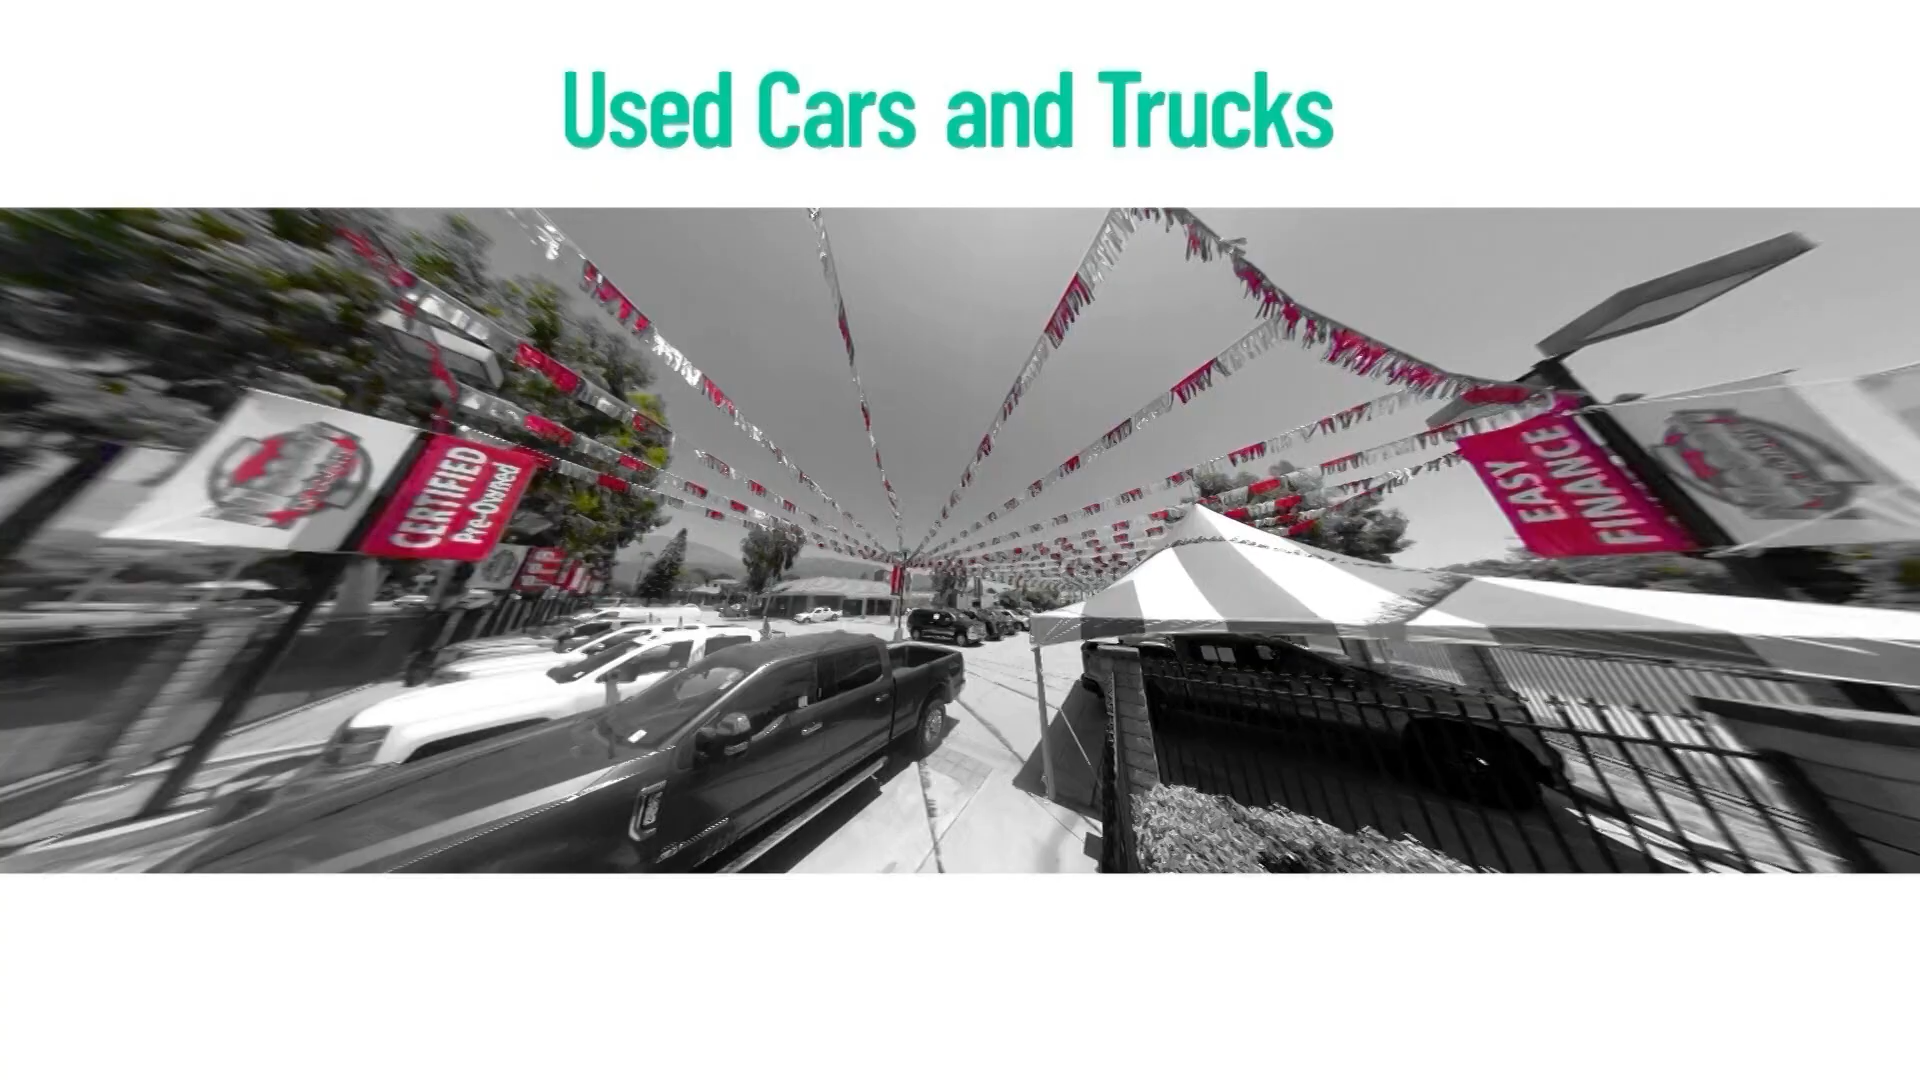 Used Cars and Trucks
CERTIFIED
Pre-Owned
EASY
FINANCE